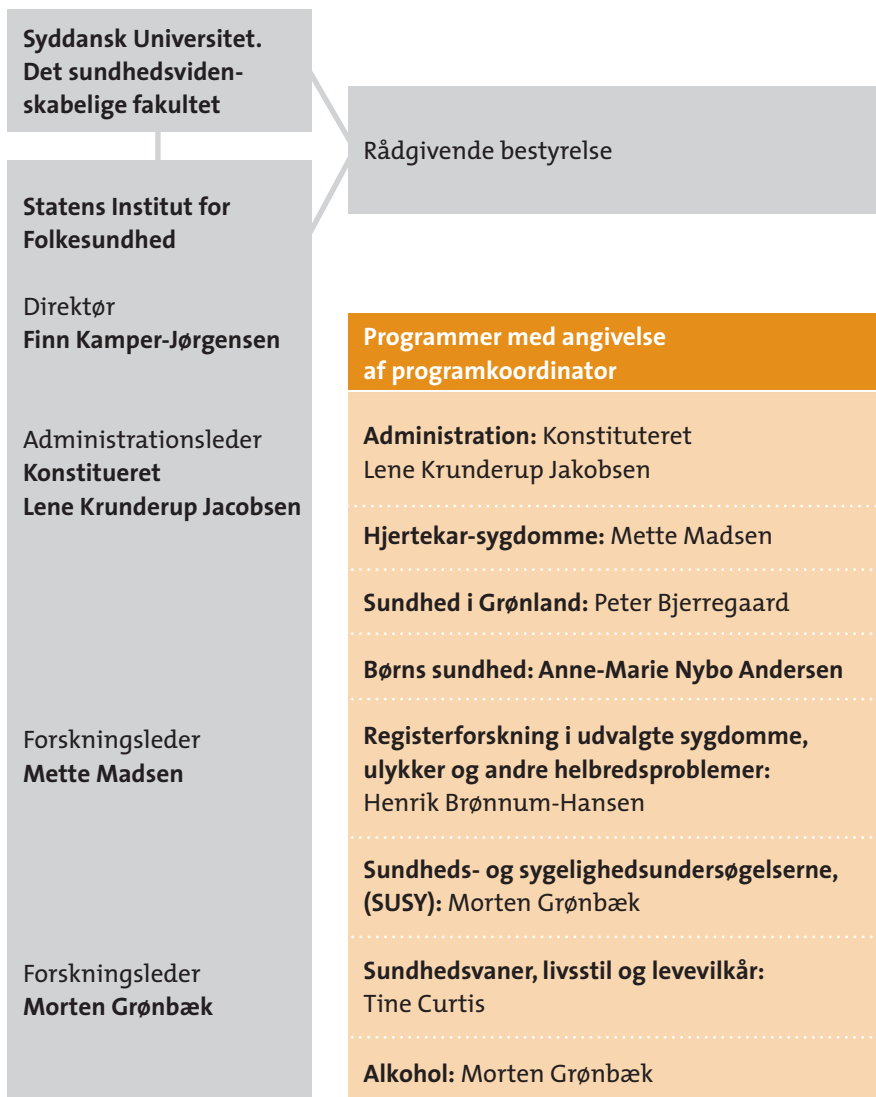 Syddansk Universitet.
Det sundhedsviden-
skabelige fakultet
Rådgivende bestyrelse
Statens Institut for
Folkesundhed
Direktør
Finn Kamper-Jørgensen
Administrationsleder
Konstitueret
Lene Krunderup Jacobsen
Forskningsleder
Mette Madsen
Forskningsleder
Morten Grønbæk
Programmer med angivelse
af programkoordinator
Administration: Konstituteret
Lene Krunderup Jakobsen
Hjertekar-sygdomme: Mette Madsen
Sundhed i Grønland: Peter Bjerregaard
Børns sundhed: Anne-Marie Nybo Andersen
Registerforskning i udvalgte sygdomme,
ulykker og andre helbredsproblemer:
Henrik Brønnum-Hansen
Sundheds- og sygelighedsundersøgelserne,
(SUSY): Morten Grønbæk
Sundhedsvaner, livsstil og levevilkår:
Tine Curtis
Alkohol: Morten Grønbæk